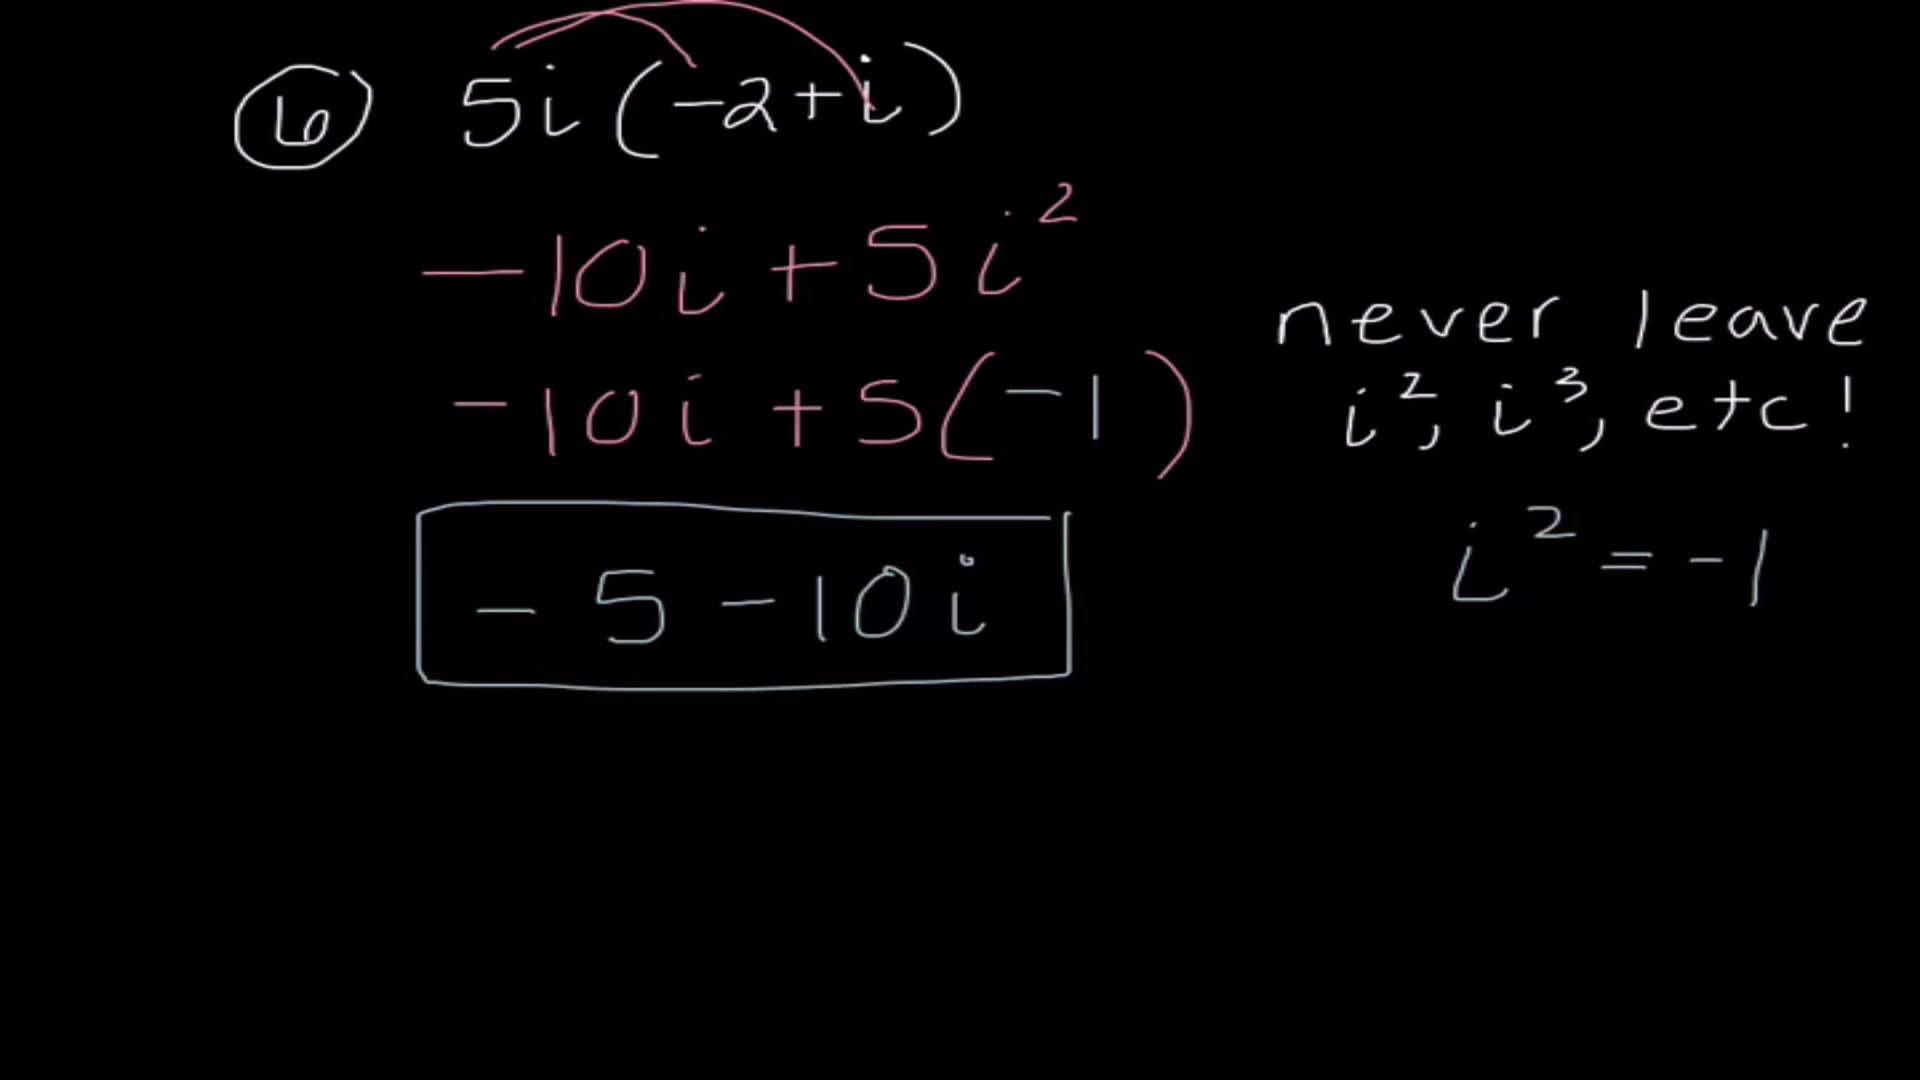 6 5i(-2+i)
-10i+5i²
never leave
-10i+5(-1)
i², i³, etc!
-5-10i
i²=-1